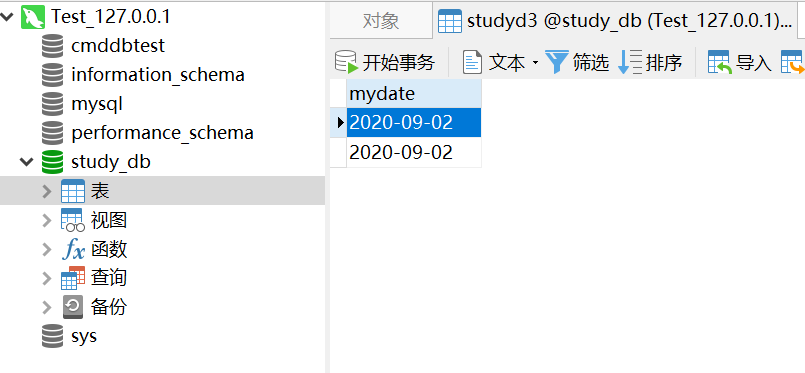 Test_127.0.0.1
cmddbtest
information_schema
mysql
performance_schema
study_db
表
视图
fx 函数
查询
备份
sys
对象
studyd3 @study_db (Test_127.0.0.1)...
开始事务 文本 筛选 排序 导入
mydate
2020-09-02
2020-09-02